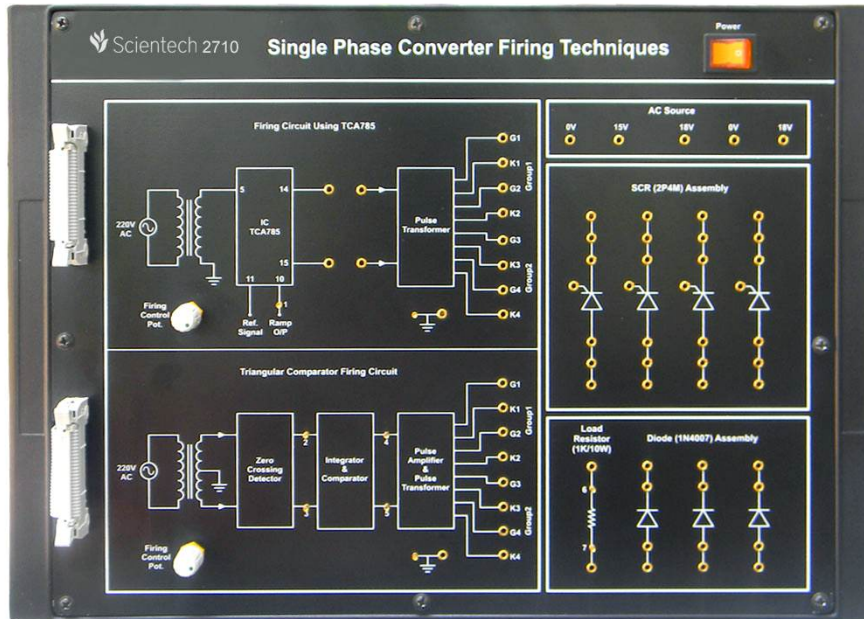 Scientech 2710
Single Phase Converter Firing Techniques
Power
Firing Circuit Using TCA785
220V
AC
5
14
IC
TCA785
15
11
10
1
Ref.
Signal
Ramp
O/P
Firing
Control
Pot.
Pulse
Transformer
G1
K1
G2
K2
G3
K3
G4
K4
Group1
Group2
AC Source
0V
15V
18V
0V
18V
SCR (2P4M) Assembly
Triangular Comparator Firing Circuit
220V
AC
Zero
Crossing
Detector
2
3
Integrator
&
Comparator
4
5
Pulse
Amplifier
&
Pulse
Transformer
G1
K1
G2
K2
G3
K3
G4
K4
Group1
Group2
Firing
Control
Pot.
Load
Resistor
(1K/10W)
6
7
Diode (1N4007) Assembly